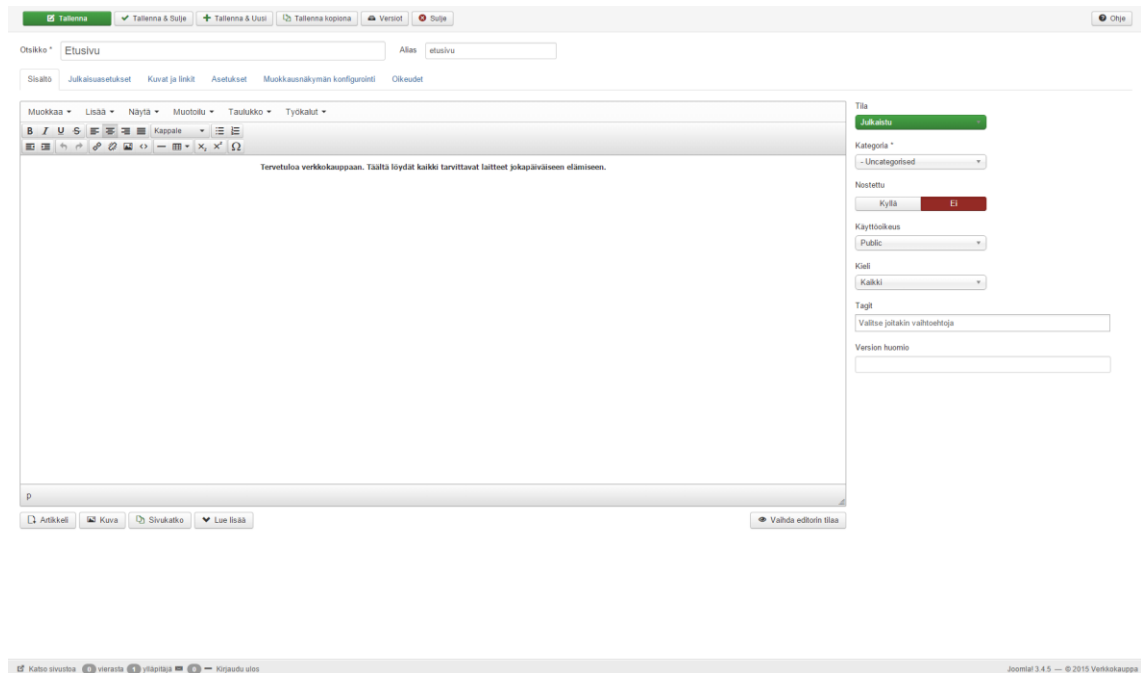 Tallenna Tallenna & Sulje Tallenna & Uusi Tallenna kopiona Versiot Sulje Ohje
Otsikko * Etusivu Alias etusivu
Sisältö Julkaisuasetukset Kuvat ja linkit Asetukset Muokkausnäkymän konfigurointi Oikeudet
Muokkaa Lisää Näytä Muotoilu Taulukko Työkalut
B I U S Kappale
x, x² Ω
Tervetuloa verkkokauppaan. Täältä löydät kaikki tarvittavat laitteet jokapäiväiseen elämiseen.
p
Artikkeli Kuva Sivukatko Lue lisää Vaihda editorin tilaa
Tila
Julkaistu
Kategoria *
- Uncategorised
Nostettu
Kyllä Ei
Käyttöoikeus
Public
Kieli
Kaikki
Tagit
Valitse joitakin vaihtoehtoja
Version huomio
Katso sivustoa 0 vierasta 1 ylläpitäjä 0 Kirjaudu ulos Joomla! 3.4.5 — © 2015 Verkkokauppa